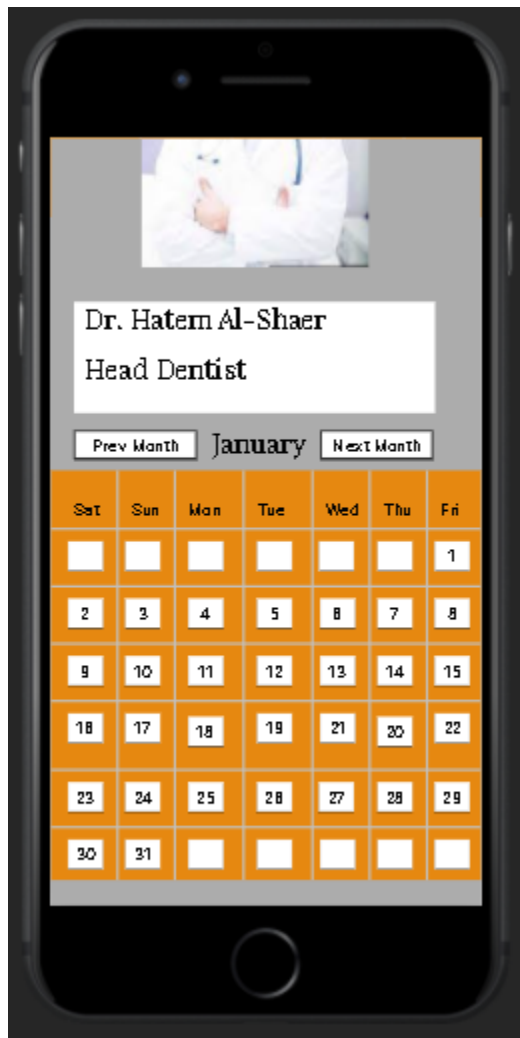 Dr. Hatem Al-Shaer
Head Dentist
Prev Month January Next Month
Sat Sun Mon Tue Wed Thu Fri
1
2 3 4 5 6 7 8
9 10 11 12 13 14 15
16 17 18 19 21 20 22
23 24 25 26 27 28 29
30 31